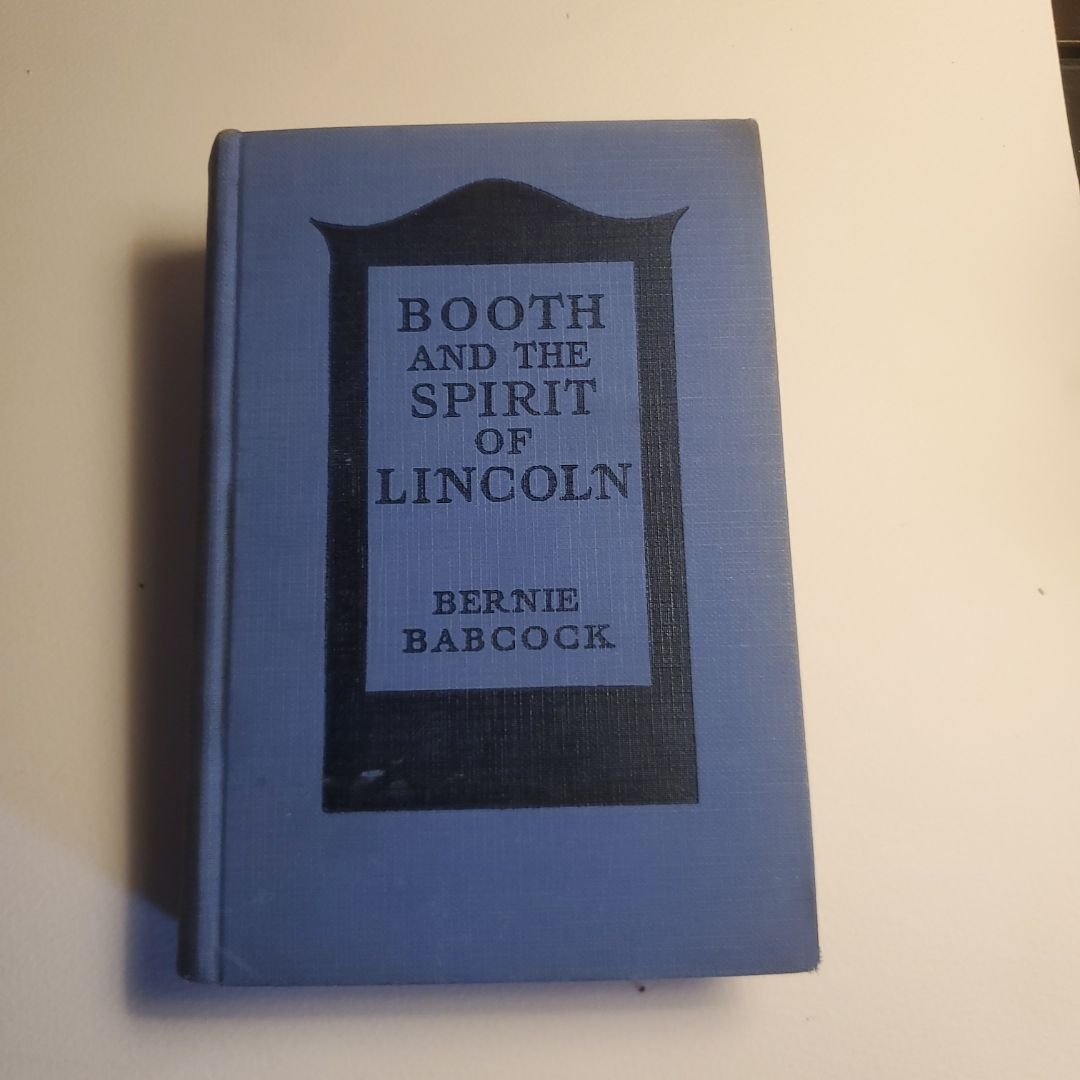 BOOTH
AND THE
SPIRIT
OF
LINCOLN
BERNIE
BABCOCK